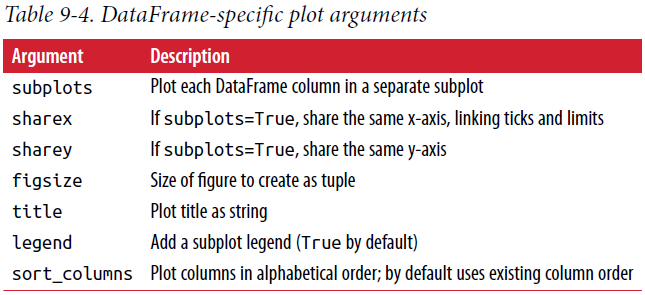 Table 9-4. DataFrame-specific plot arguments
Argument Description
subplots Plot each DataFrame column in a separate subplot
sharex If subplots=True, share the same x-axis, linking ticks and limits
sharey If subplots=True, share the same y-axis
figsize Size of figure to create as tuple
title Plot title as string
legend Add a subplot legend (True by default)
sort_columns Plot columns in alphabetical order; by default uses existing column order